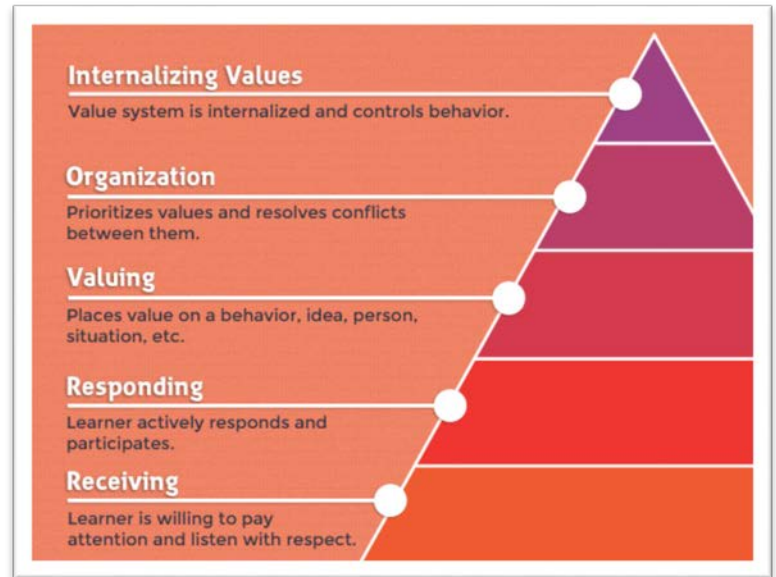 Internalizing Values
Value system is internalized and controls behavior.
Organization
Prioritizes values and resolves conflicts
between them.
Valuing
Places value on a behavior, idea, person,
situation, etc.
Responding
Learner actively responds and
participates.
Receiving
Learner is willing to pay
attention and listen with respect.